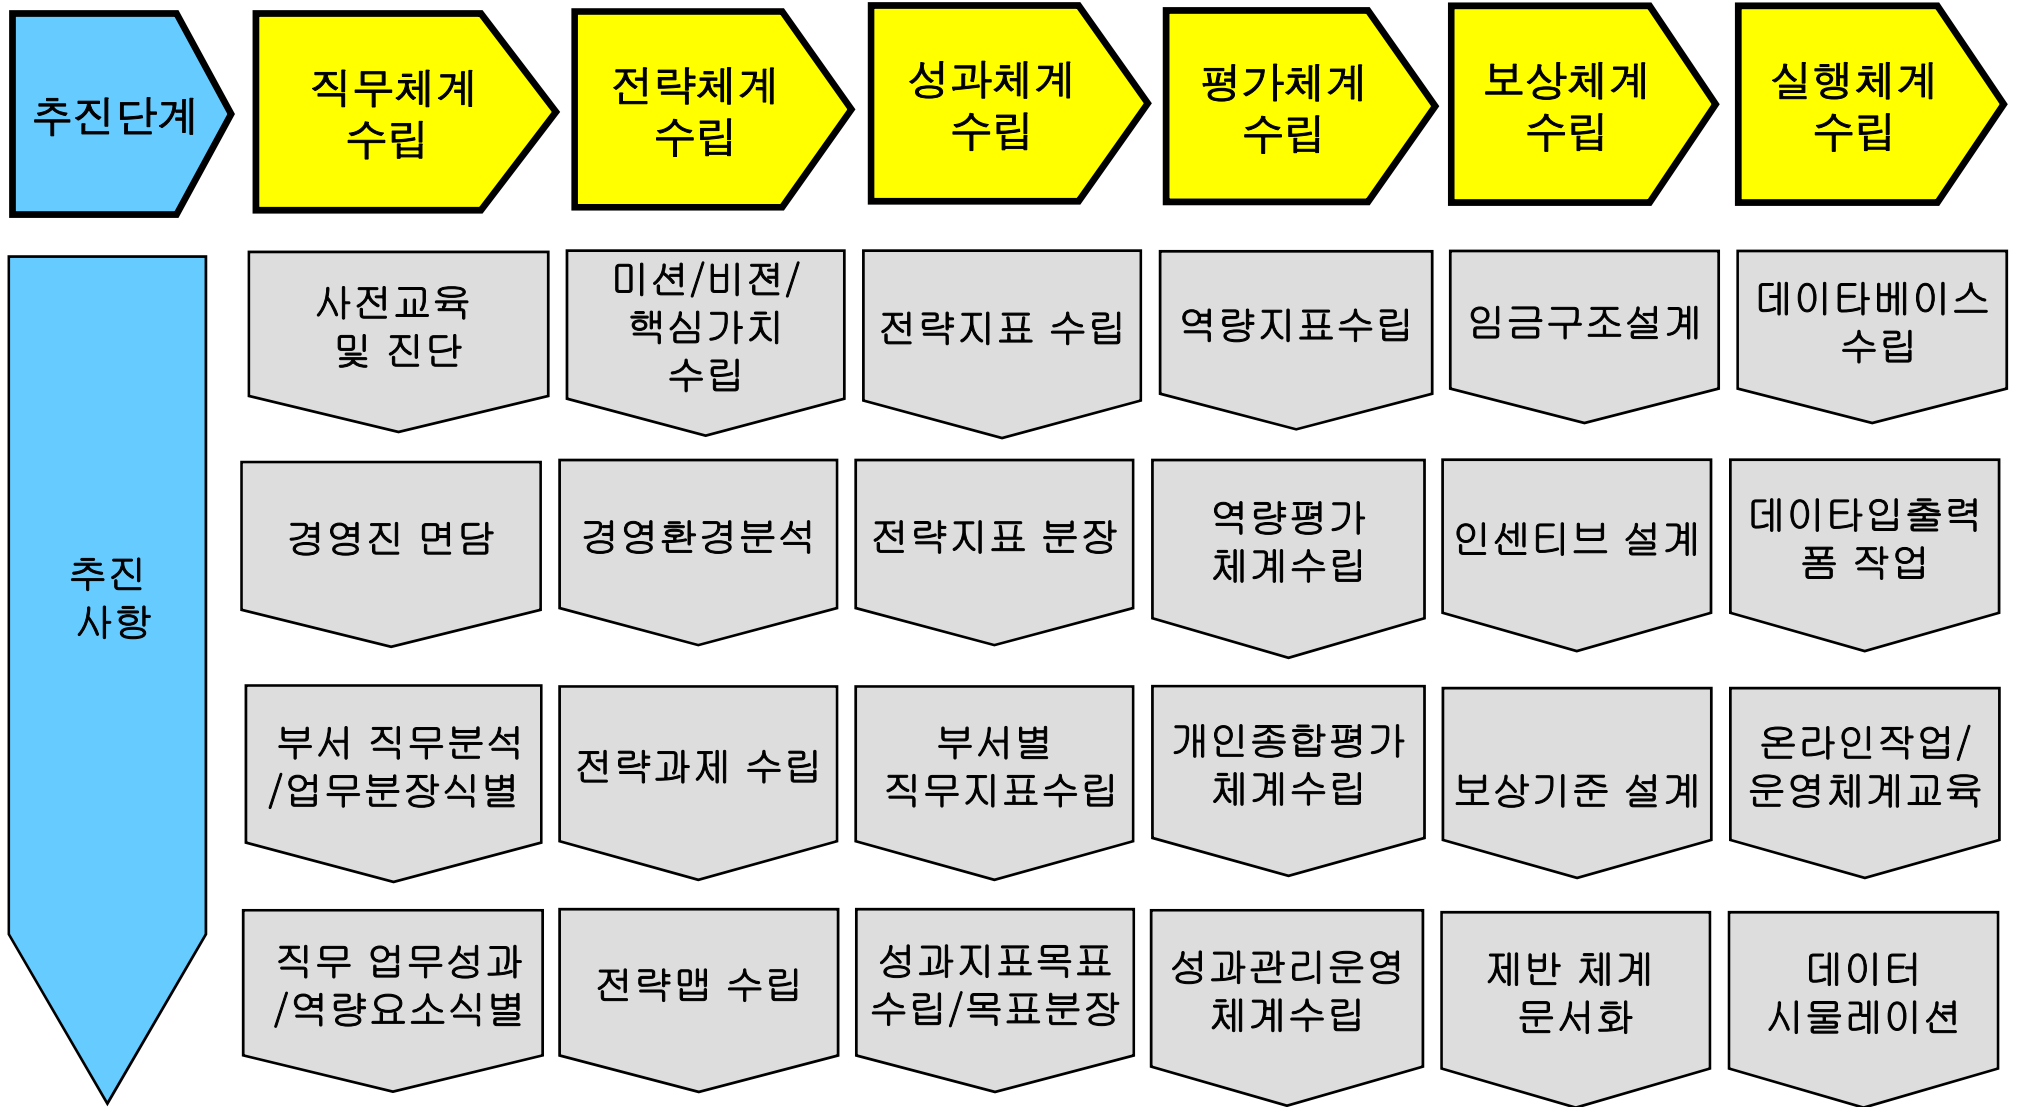 추진단계
직무체계
수립
전략체계
수립
성과체계
수립
평가체계
수립
보상체계
수립
실행체계
수립
추진
사항
사전교육
및 진단
미션/비젼/
핵심가치
수립
전략지표 수립
역량지표수립
임금구조설계
데이타베이스
수립
경영진 면담
경영환경분석
전략지표 분장
역량평가
체계수립
인센티브 설계
데이타입출력
폼 작업
부서 직무분석
/업무분장식별
전략과제 수립
부서별
직무지표수립
개인종합평가
체계수립
보상기준 설계
온라인작업/
운영체계교육
직무 업무성과
/역량요소식별
전략맵 수립
성과지표목표
수립/목표분장
성과관리운영
체계수립
제반 체계
문서화
데이터
시물레이션